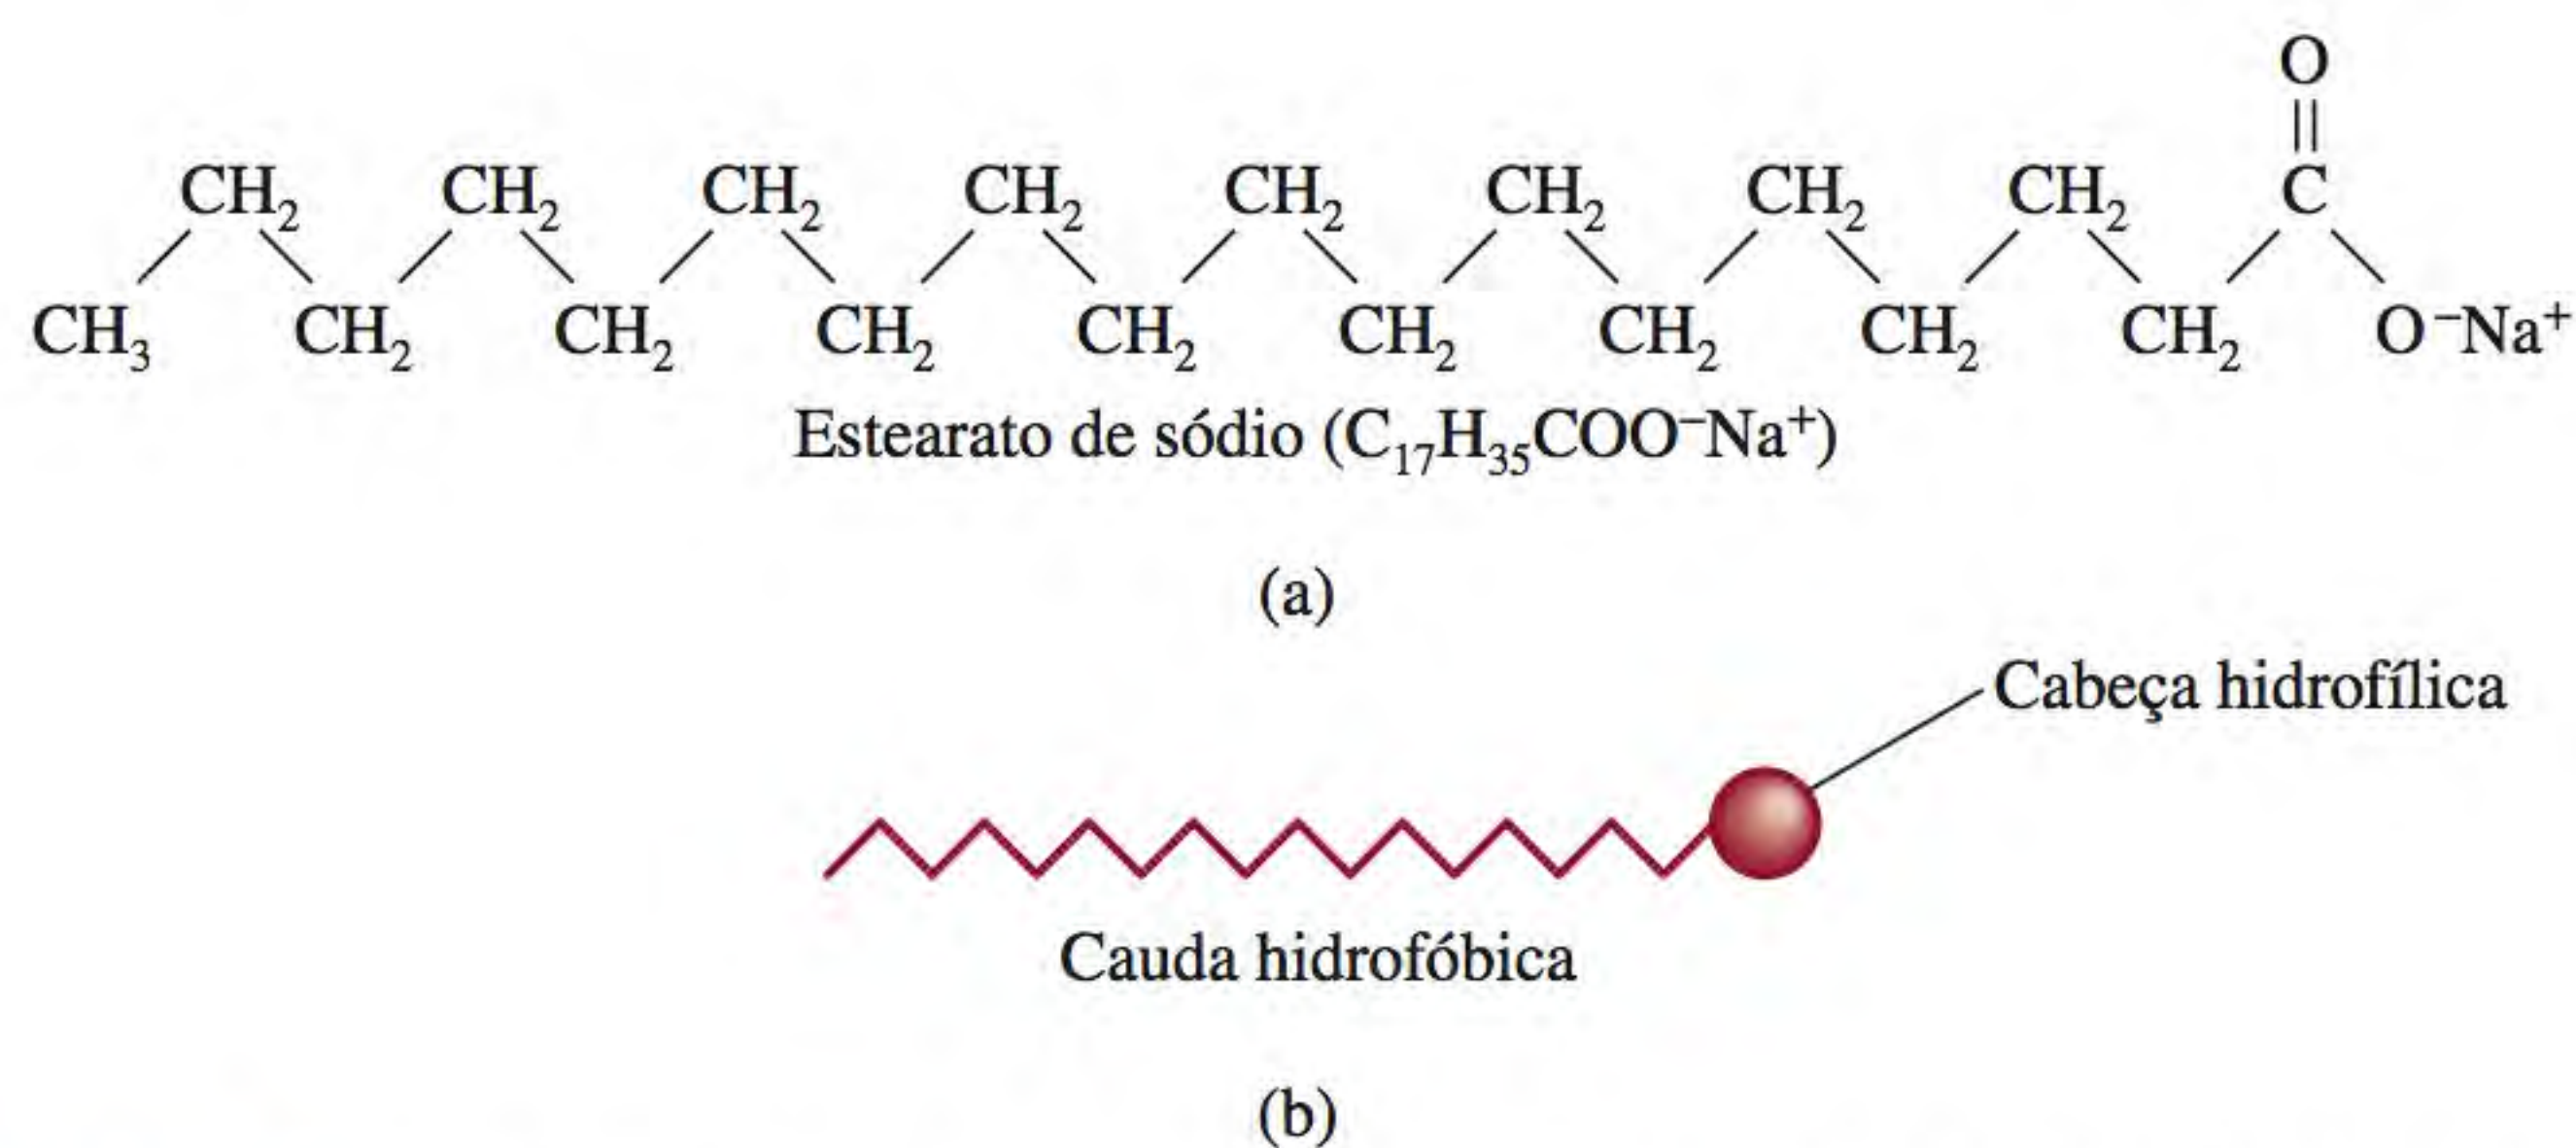 O
CH₂ CH₂ CH₂ CH₂ CH₂ CH₂ CH₂ CH₂ C
CH₃ CH₂ CH₂ CH₂ CH₂ CH₂ CH₂ CH₂ CH₂ O⁻Na⁺
Estearato de sódio (C₁₇H₃₅COO⁻Na⁺)
(a)
Cabeça hidrofílica
Cauda hidrofóbica
(b)